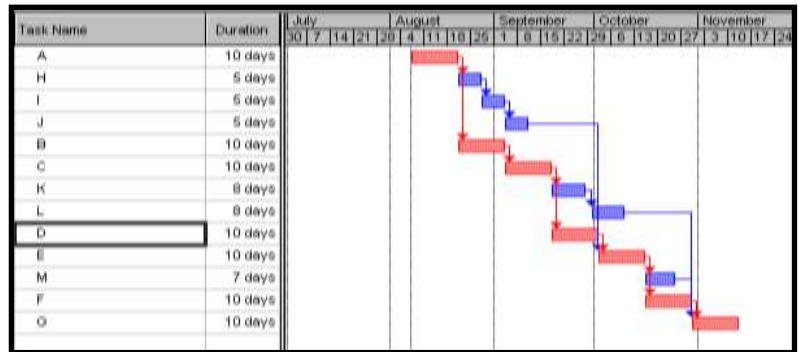 Task Name Duration July August September October November
30 7 14 21 28 4 11 18 25 1 8 15 22 29 6 13 20 27 3 10 17 24
A 10 days
H 5 days
I 5 days
J 5 days
B 10 days
C 10 days
K 8 days
L 8 days
D 10 days
E 10 days
M 7 days
F 10 days
G 10 days